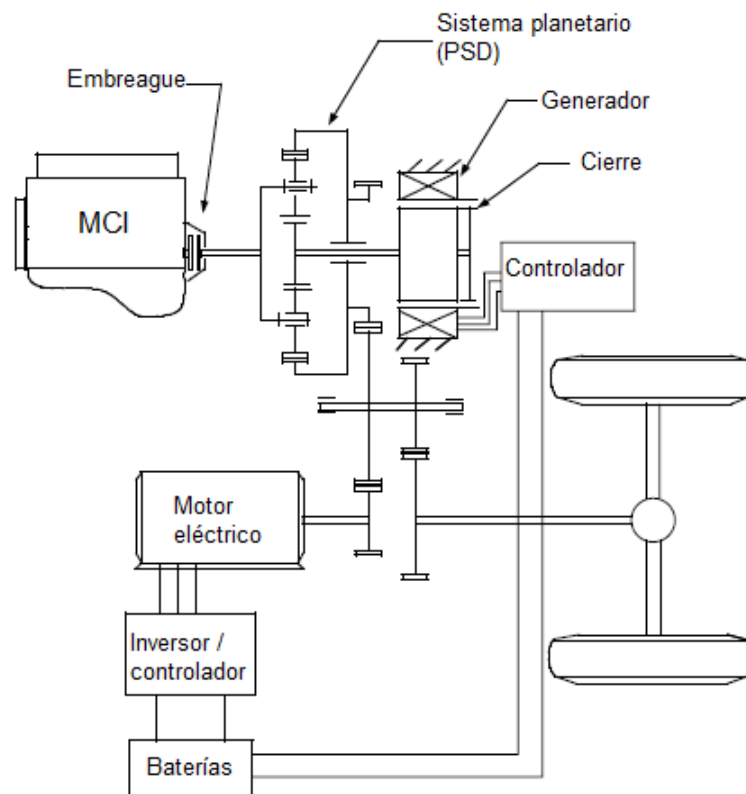 Sistema planetario
(PSD)
Embreague
Generador
Cierre
MCI
Controlador
Motor
eléctrico
Inversor /
controlador
Baterías